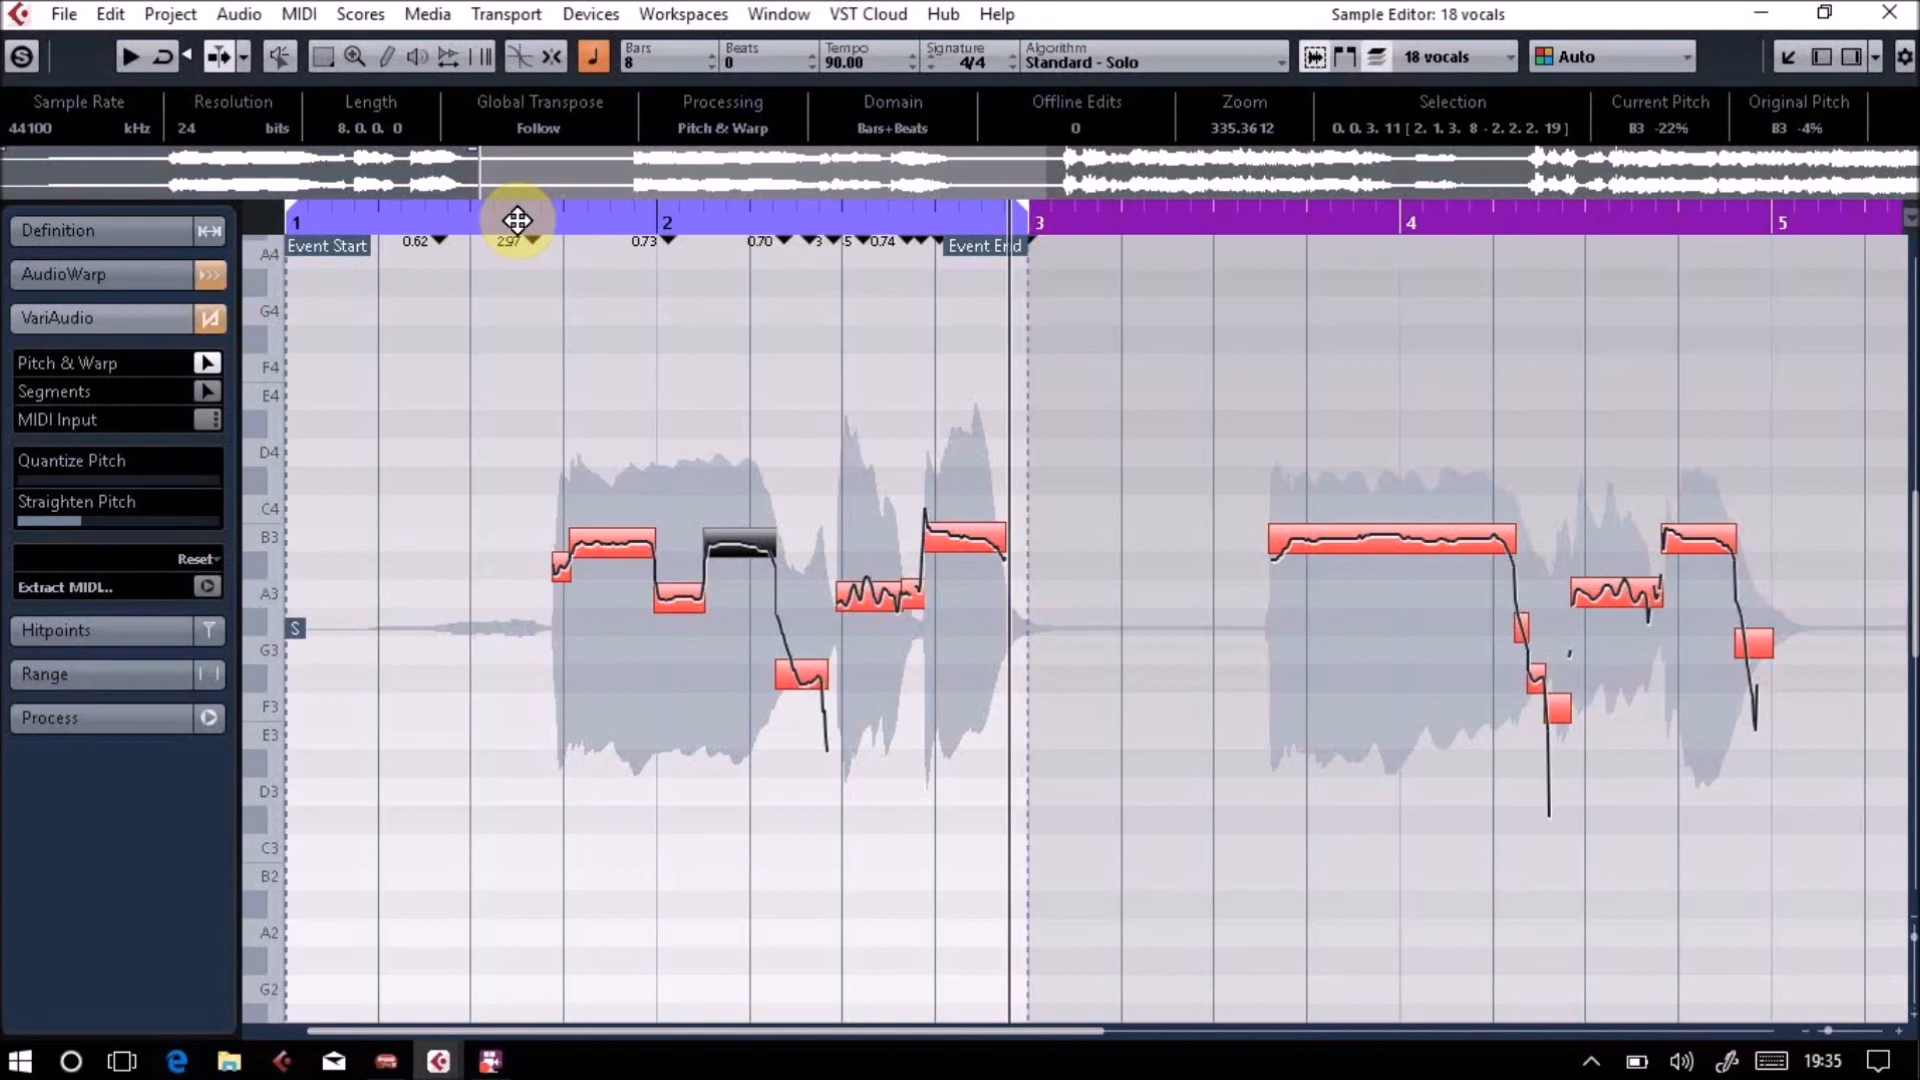 File Edit Project Audio MIDI Scores Media Transport Devices Workspaces Window VST Cloud Hub Help Sample Editor: 18 vocals
Bars Beats Tempo Signature Algorithm
8 0 90.00 4/4 Standard - Solo 18 vocals Auto
Sample Rate Resolution Length Global Transpose Processing Domain Offline Edits Zoom Selection Current Pitch Original Pitch
44100 kHz 24 bits 8. 0. 0. 0 Follow Pitch & Warp Bars+Beats 0 335.3612 0. 0. 3. 11 [ 2. 1. 3. 8 - 2. 2. 2. 19 ] B3 -22% B3 -4%
1 2 3 4 5
Event Start 0.62 2.97 0.73 0.70 3 -5 0.74 Event End
Definition
AudioWarp
VariAudio
Pitch & Warp
Segments
MIDI Input
Quantize Pitch
Straighten Pitch
Reset
Extract MIDI...
Hitpoints
Range
Process
A4
G4
F4
E4
D4
C4
B3
A3
S
G3
F3
E3
D3
C3
B2
A2
G2
19:35